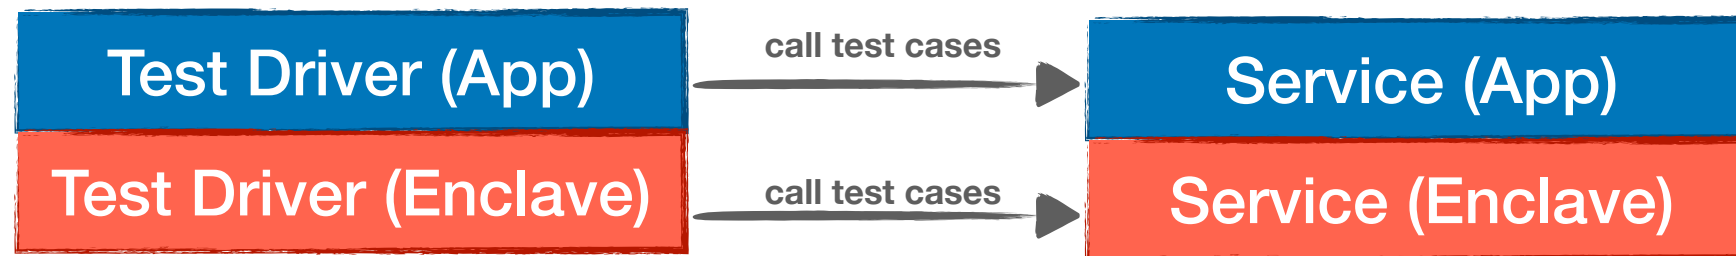 Test Driver (App)
call test cases
Service (App)
Test Driver (Enclave)
call test cases
Service (Enclave)